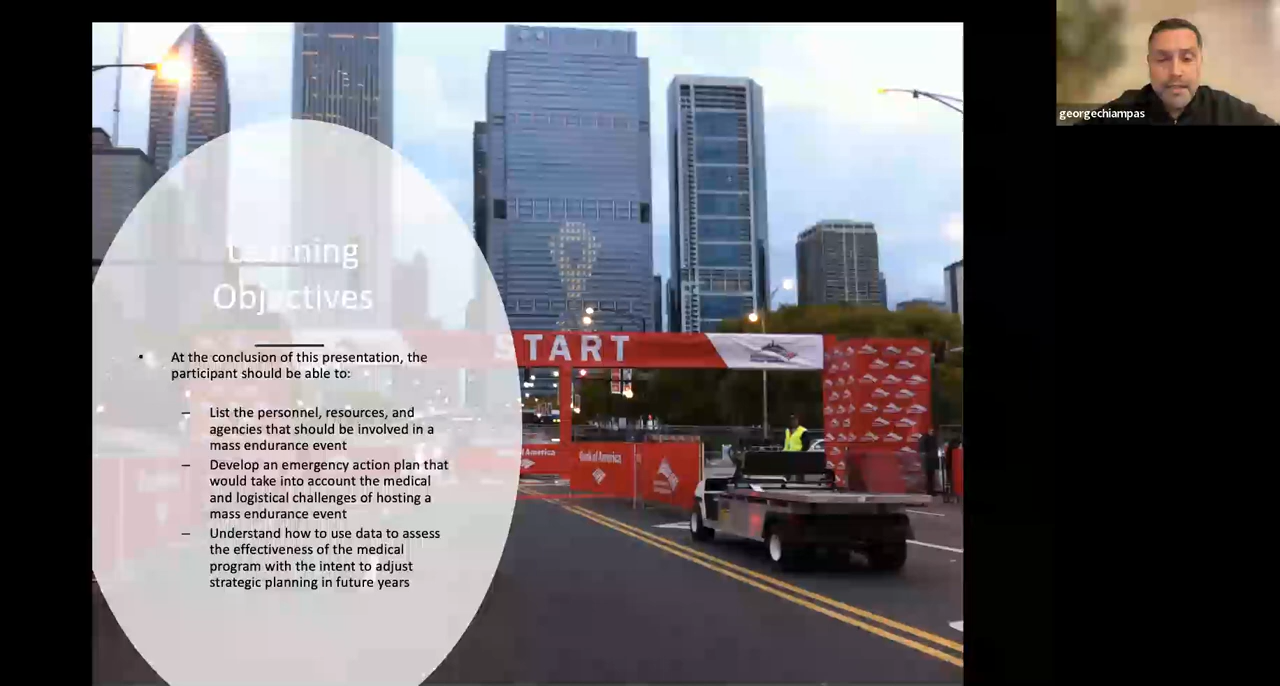 Learning
Objectives
• At the conclusion of this presentation, the
participant should be able to:
– List the personnel, resources, and
agencies that should be involved in a
mass endurance event
– Develop an emergency action plan that
would take into account the medical
and logistical challenges of hosting a
mass endurance event
– Understand how to use data to assess
the effectiveness of the medical
program with the intent to adjust
strategic planning in future years
START
Bank of America
georgechiampas